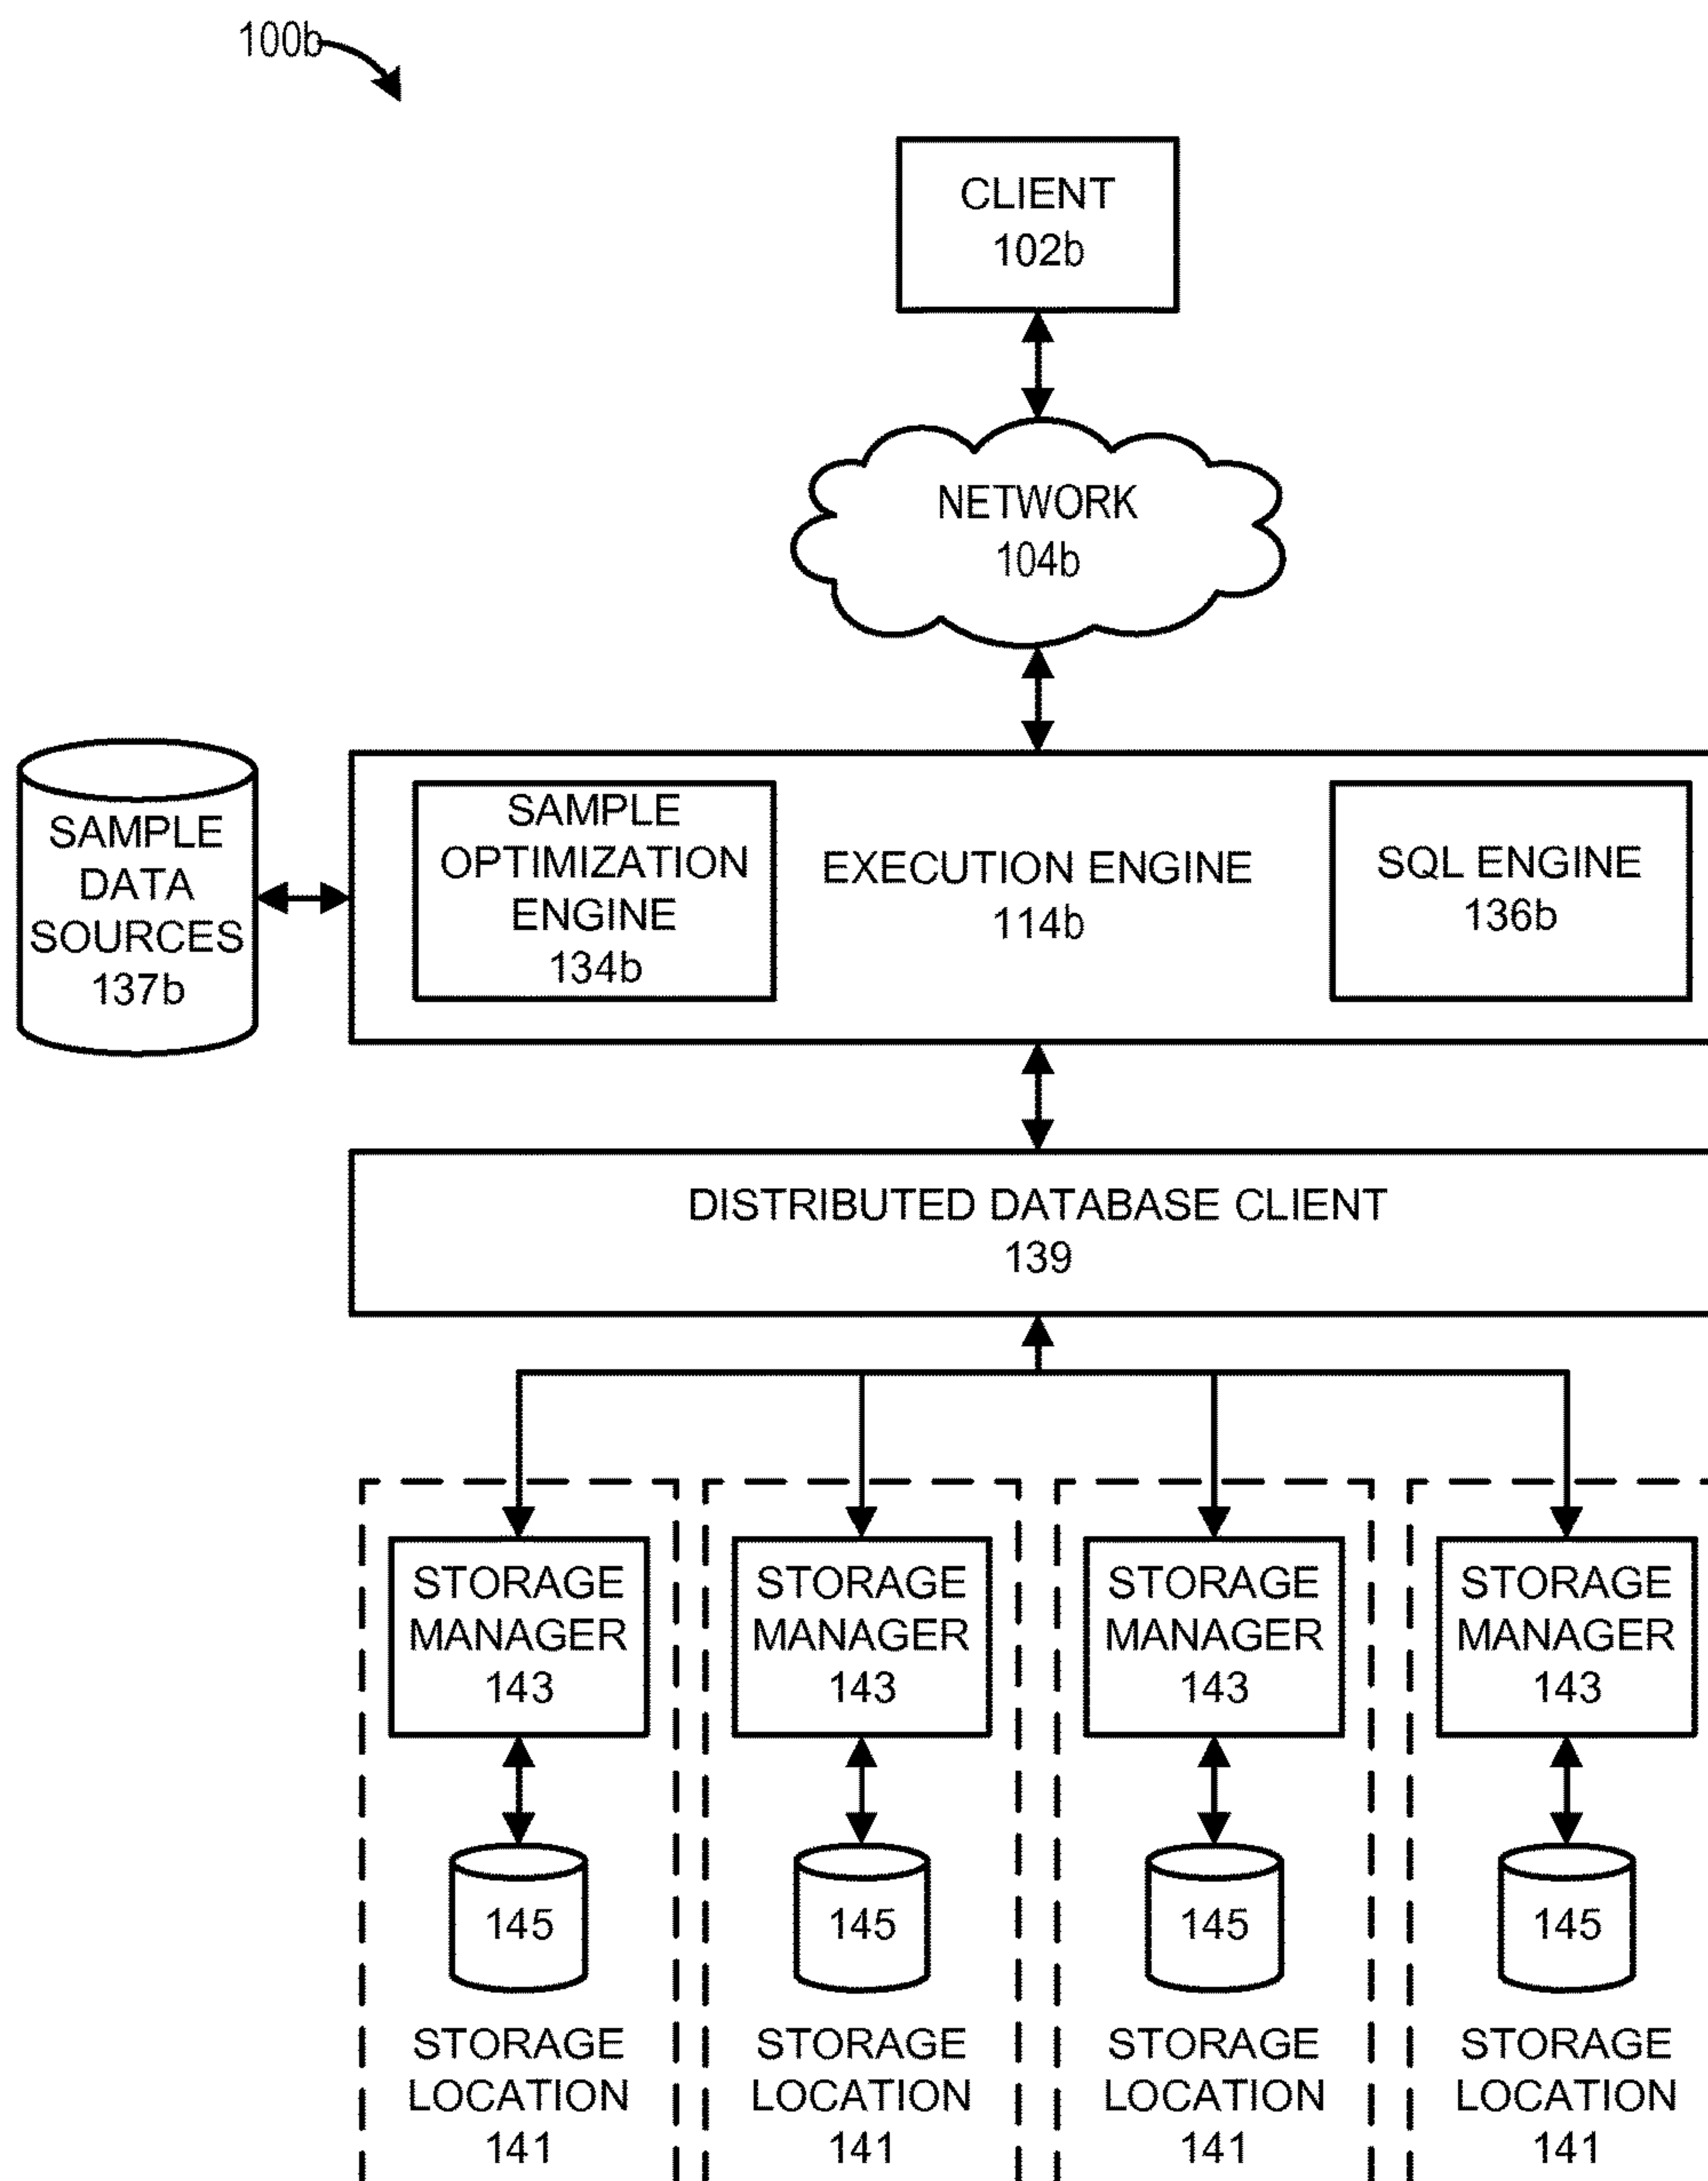 100b
CLIENT
102b
NETWORK
104b
SAMPLE
DATA
SOURCES
137b
SAMPLE
OPTIMIZATION
ENGINE
134b
EXECUTION ENGINE
114b
SQL ENGINE
136b
DISTRIBUTED DATABASE CLIENT
139
STORAGE
MANAGER
143
STORAGE
MANAGER
143
STORAGE
MANAGER
143
STORAGE
MANAGER
143
145
145
145
145
STORAGE
LOCATION
141
STORAGE
LOCATION
141
STORAGE
LOCATION
141
STORAGE
LOCATION
141